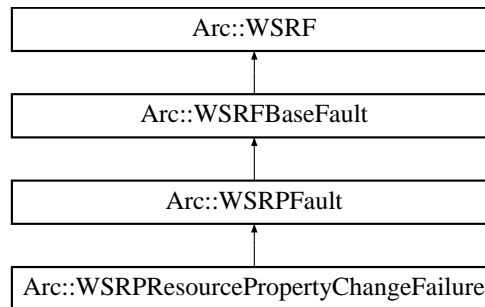 Arc::WSRF
Arc::WSRFBaseFault
Arc::WSRPFault
Arc::WSRPResourcePropertyChangeFailure